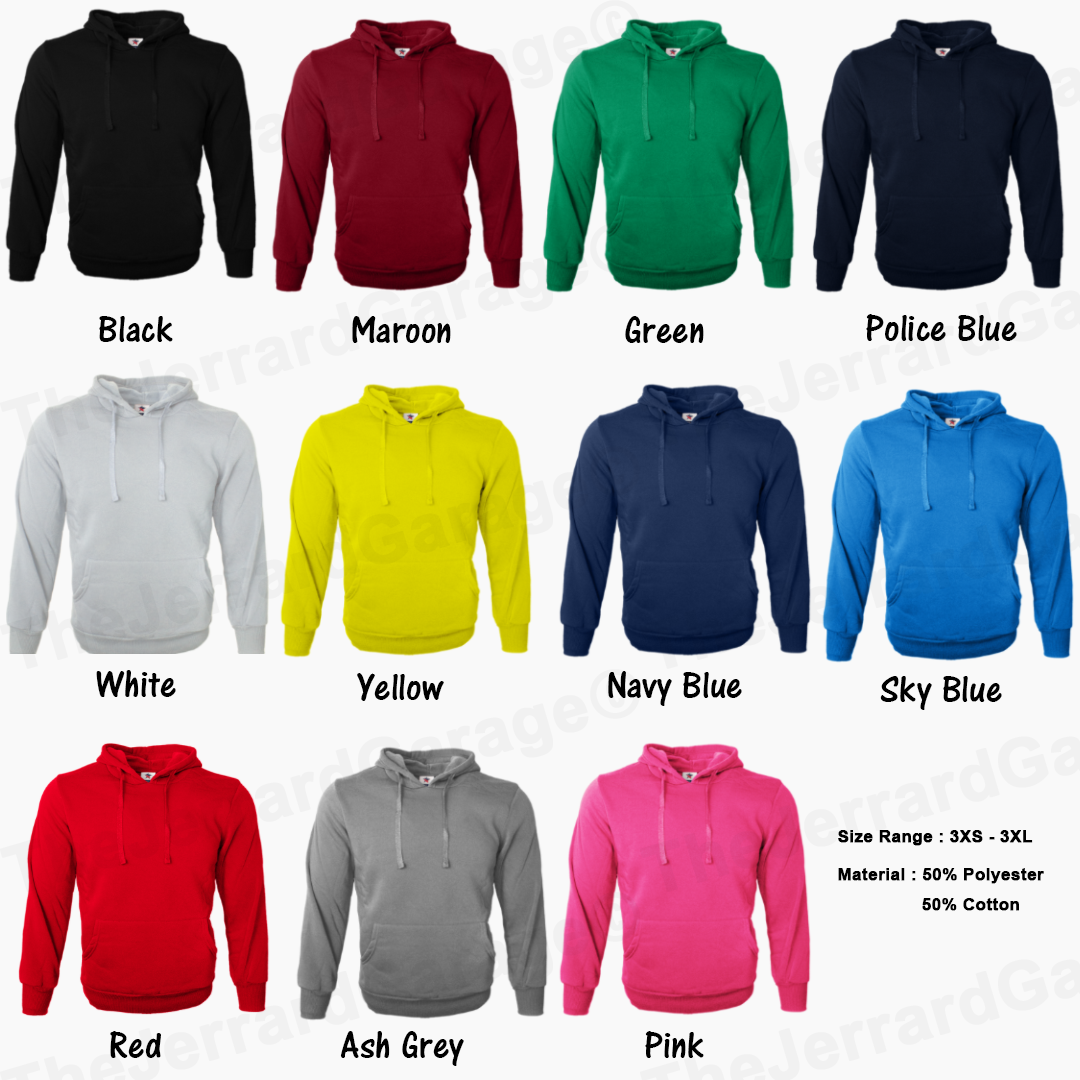 Black
Maroon
Green
Police Blue
White
Yellow
Navy Blue
Sky Blue
Red
Ash Grey
Pink
Size Range : 3XS - 3XL
Material : 50% Polyester
50% Cotton
TheJerrardGarage©